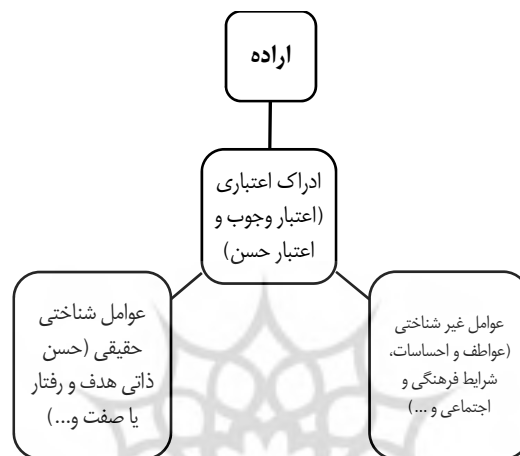 اراده
ادراک اعتباری
(اعتبار وجوب و
اعتبار حسن)
عوامل غیر شناختی
(عواطف و احساسات،
شرایط فرهنگی و
اجتماعی و ...)
عوامل شناختی
حقیقی (حسن
ذاتی هدف و رفتار
یا صفت و...)